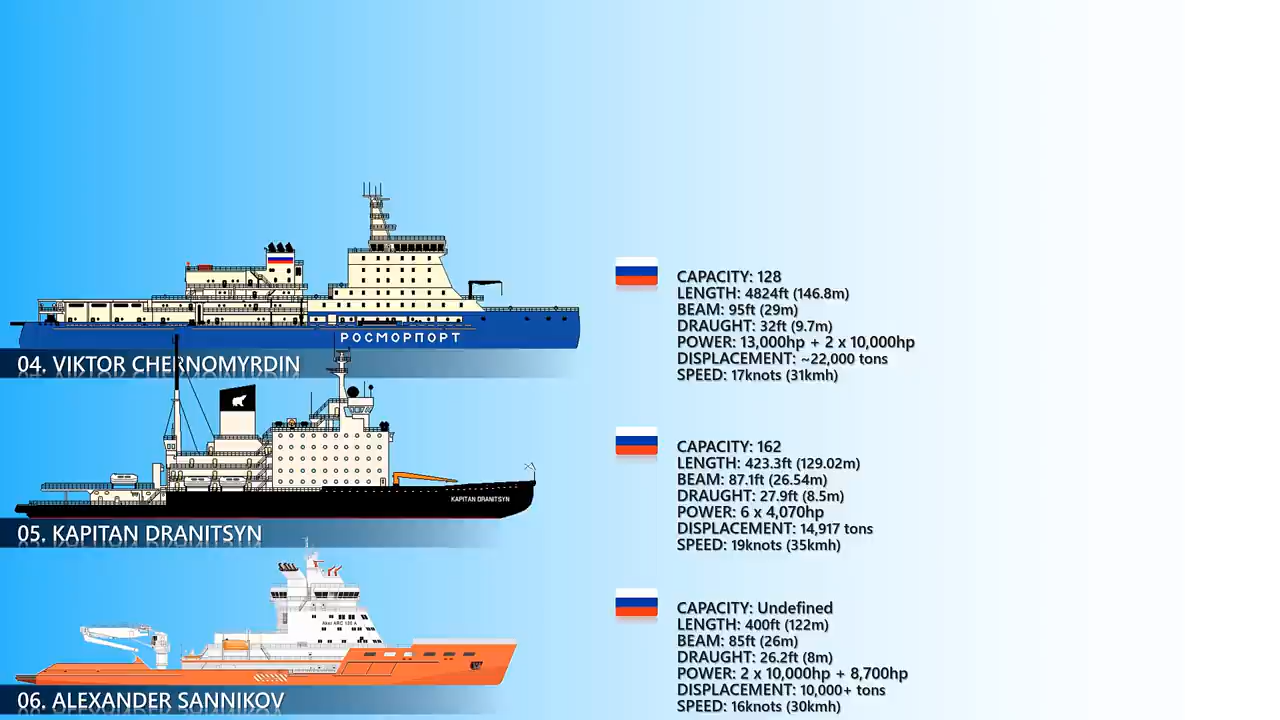 CAPACITY: 128
LENGTH: 4824ft (146.8m)
BEAM: 95ft (29m)
DRAUGHT: 32ft (9.7m)
POWER: 13,000hp + 2 x 10,000hp
DISPLACEMENT: ~22,000 tons
SPEED: 17knots (31kmh)
РОСМОРПОРТ
04. VIKTOR CHERNOMYRDIN
CAPACITY: 162
LENGTH: 423.3ft (129.02m)
BEAM: 87.1ft (26.54m)
DRAUGHT: 27.9ft (8.5m)
POWER: 6 x 4,070hp
DISPLACEMENT: 14,917 tons
SPEED: 19knots (35kmh)
KAPITAN DRANITSYN
05. KAPITAN DRANITSYN
CAPACITY: Undefined
LENGTH: 400ft (122m)
BEAM: 85ft (26m)
DRAUGHT: 26.2ft (8m)
POWER: 2 x 10,000hp + 8,700hp
DISPLACEMENT: 10,000+ tons
SPEED: 16knots (30kmh)
Aker ARC 130 A
06. ALEXANDER SANNIKOV